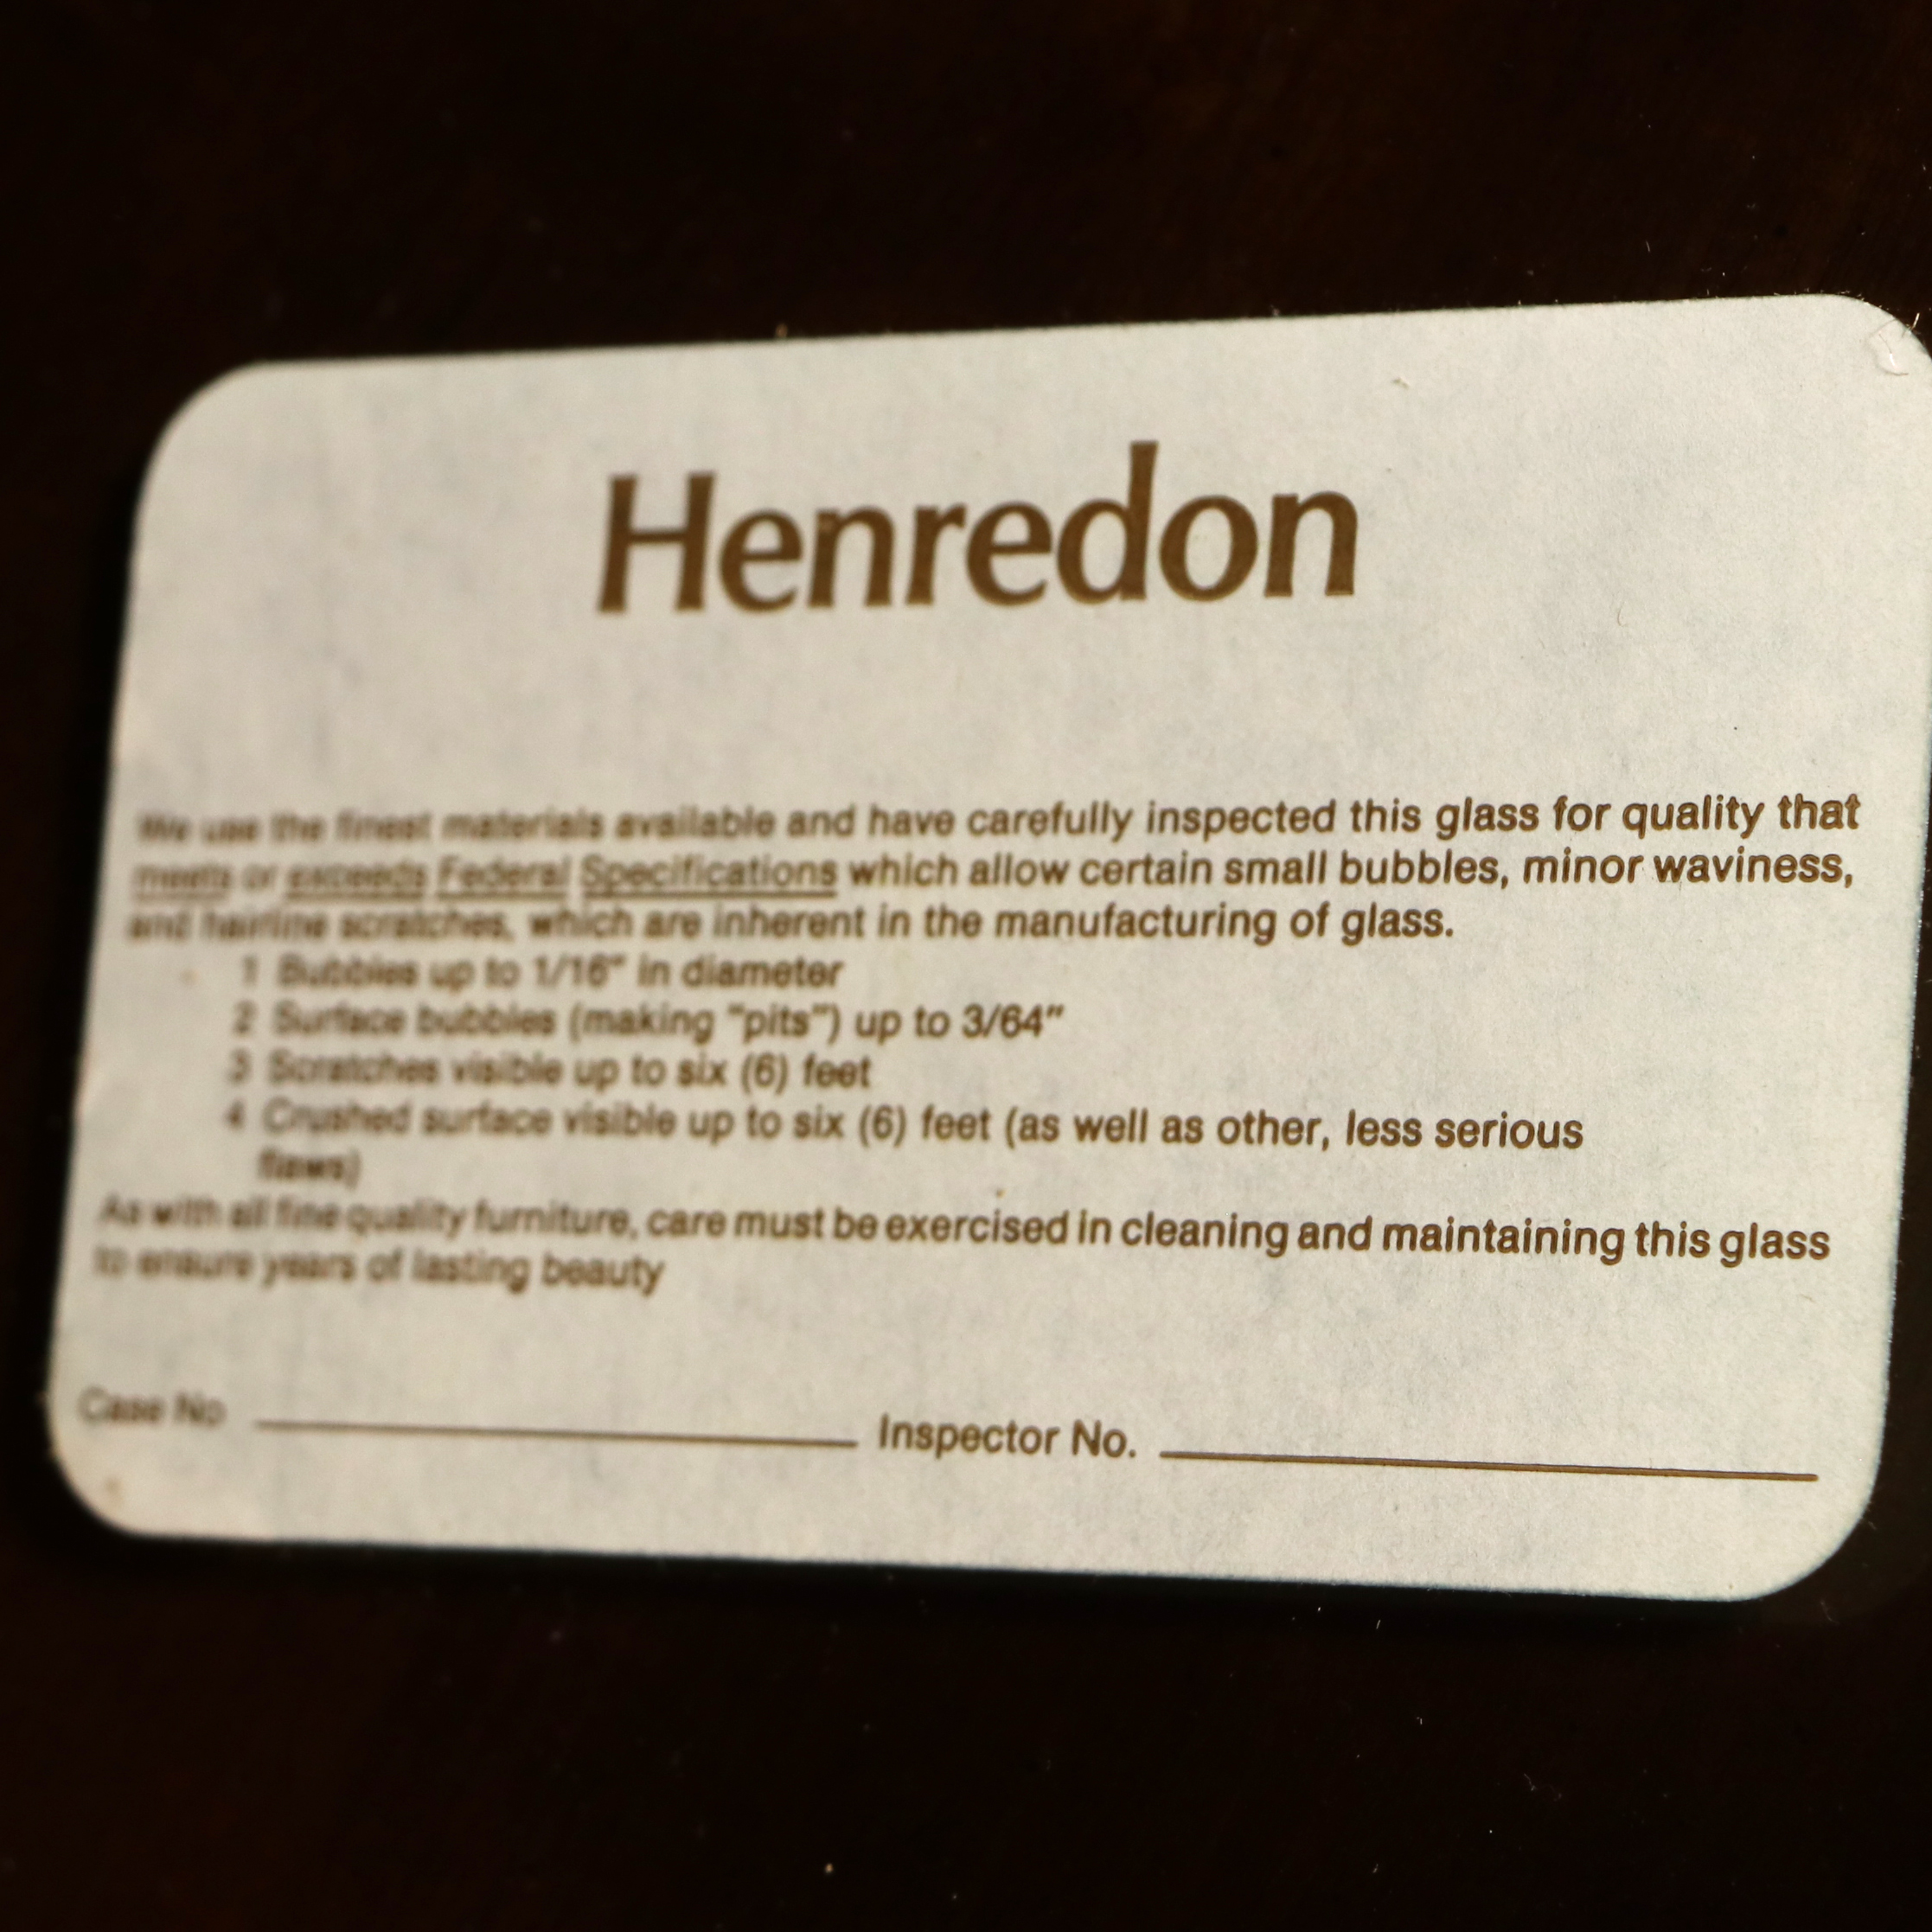 Henredon
We use the finest materials available and have carefully inspected this glass for quality that
meets or exceeds Federal Specifications which allow certain small bubbles, minor waviness,
and hairline scratches, which are inherent in the manufacturing of glass.
1 Bubbles up to 1/16" in diameter
2 Surface bubbles (making "pits") up to 3/64"
3 Scratches visible up to six (6) feet
4 Crushed surface visible up to six (6) feet (as well as other, less serious
flaws)
As with all fine quality furniture, care must be exercised in cleaning and maintaining this glass
to ensure years of lasting beauty
Case No Inspector No.